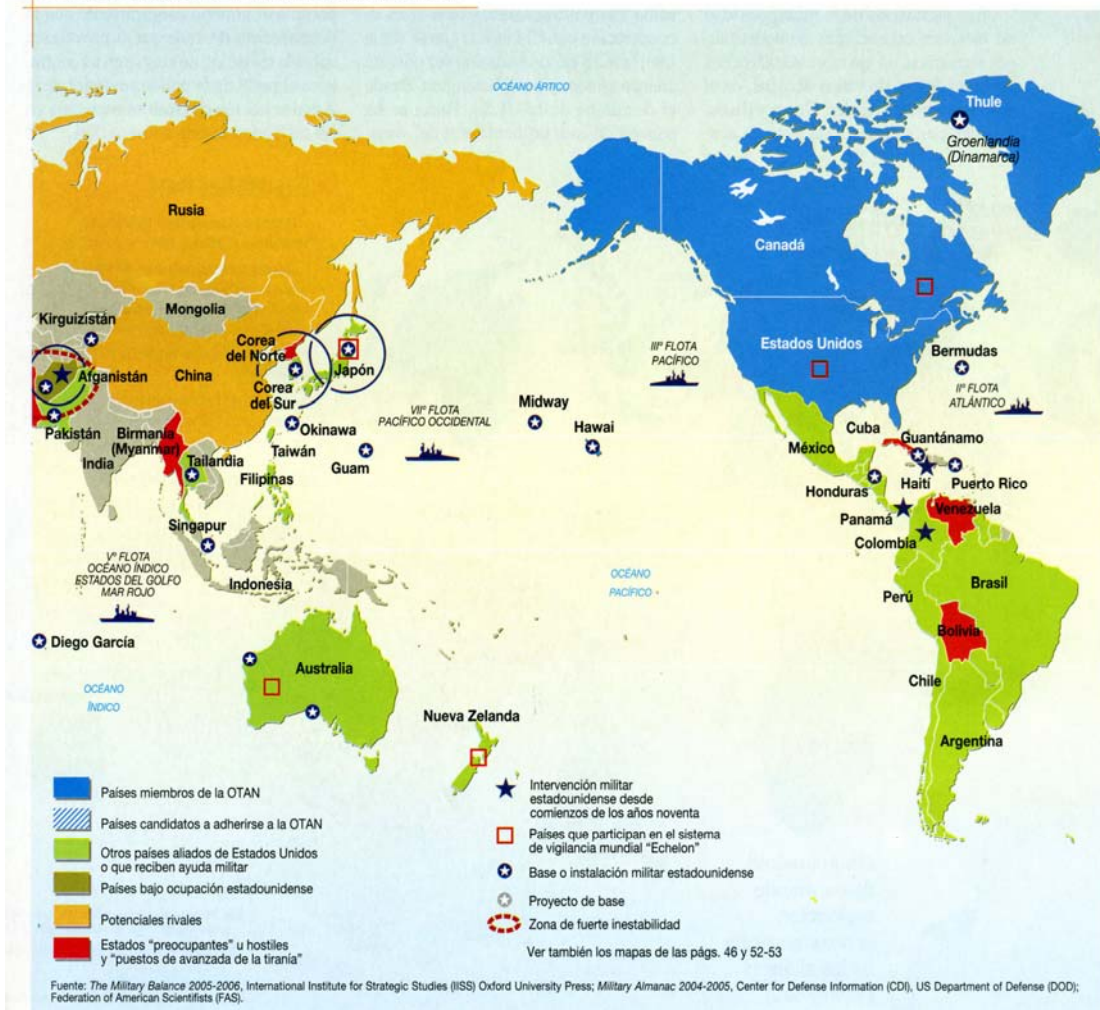 OCÉANO ÁRTICO
Thule
Groenlandia
(Dinamarca)
Rusia
Canadá
Mongolia
Kirguizistán
Corea
del Norte
Japón
Estados Unidos
IIIº FLOTA
PACÍFICO
Bermudas
IIº FLOTA
ATLÁNTICO
Afganistán
China
Corea
del Sur
VIIº FLOTA
PACÍFICO OCCIDENTAL
Midway
Hawai
Cuba
Guantánamo
México
Pakistán
Birmania
(Myanmar)
India
Okinawa
Taiwán
Guam
Tailandia
Filipinas
Haití
Puerto Rico
Honduras
Panamá
Venezuela
Colombia
Singapur
Vº FLOTA
OCÉANO ÍNDICO
ESTADOS DEL GOLFO
MAR ROJO
Indonesia
OCÉANO
PACÍFICO
Perú
Brasil
Bolivia
Diego García
Australia
Chile
OCÉANO
ÍNDICO
Nueva Zelanda
Argentina
Países miembros de la OTAN
Países candidatos a adherirse a la OTAN
Otros países aliados de Estados Unidos
o que reciben ayuda militar
Países bajo ocupación estadounidense
Potenciales rivales
Estados "preocupantes" u hostiles
y "puestos de avanzada de la tiranía"
Intervención militar
estadounidense desde
comienzos de los años noventa
Países que participan en el sistema
de vigilancia mundial "Echelon"
Base o instalación militar estadounidense
Proyecto de base
Zona de fuerte inestabilidad
Ver también los mapas de las págs. 46 y 52-53
Fuente: The Military Balance 2005-2006, International Institute for Strategic Studies (IISS) Oxford University Press; Military Almanac 2004-2005, Center for Defense Information (CDI), US Department of Defense (DOD);
Federation of American Scientifists (FAS).